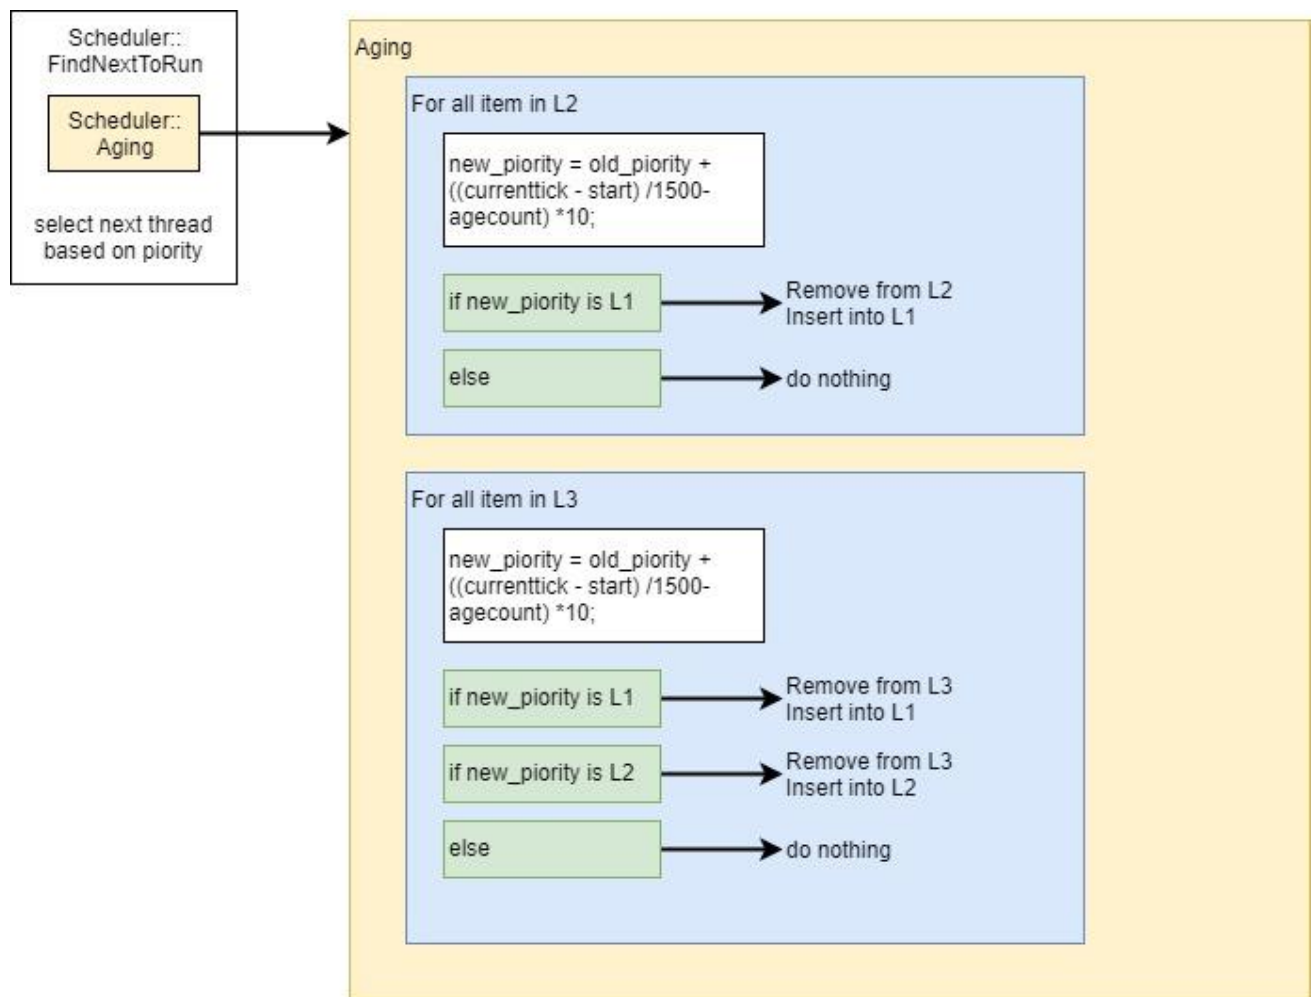 Scheduler::
FindNextToRun
Scheduler::
Aging
select next thread
based on piority
Aging
For all item in L2
new_piority = old_piority +
((currenttick - start) /1500-
agecount) *10;
if new_piority is L1
Remove from L2
Insert into L1
else
do nothing
For all item in L3
new_piority = old_piority +
((currenttick - start) /1500-
agecount) *10;
if new_piority is L1
Remove from L3
Insert into L1
if new_piority is L2
Remove from L3
Insert into L2
else
do nothing